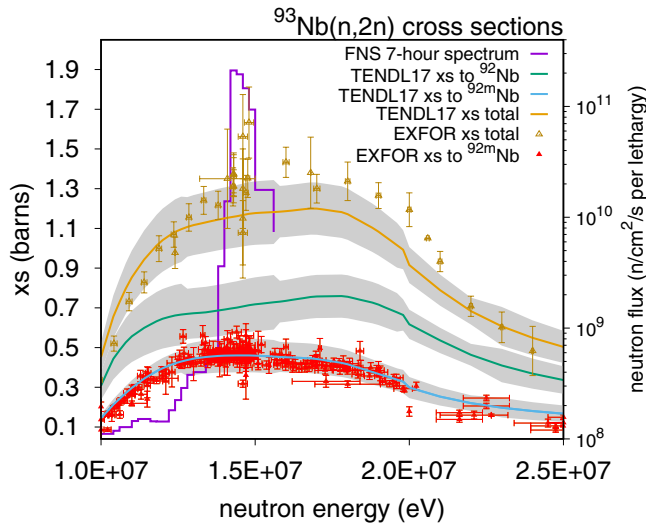 ⁹³Nb(n,2n) cross sections
FNS 7-hour spectrum
TENDL17 xs to ⁹²Nb
TENDL17 xs to ⁹²ᵐNb
TENDL17 xs total
EXFOR xs total
EXFOR xs to ⁹²ᵐNb
xs (barns)
1.9
1.7
1.5
1.3
1.1
0.9
0.7
0.5
0.3
0.1
10¹¹
10¹⁰
10⁹
10⁸
neutron flux (n/cm²/s per lethargy)
1.0E+07
1.5E+07
2.0E+07
2.5E+07
neutron energy (eV)